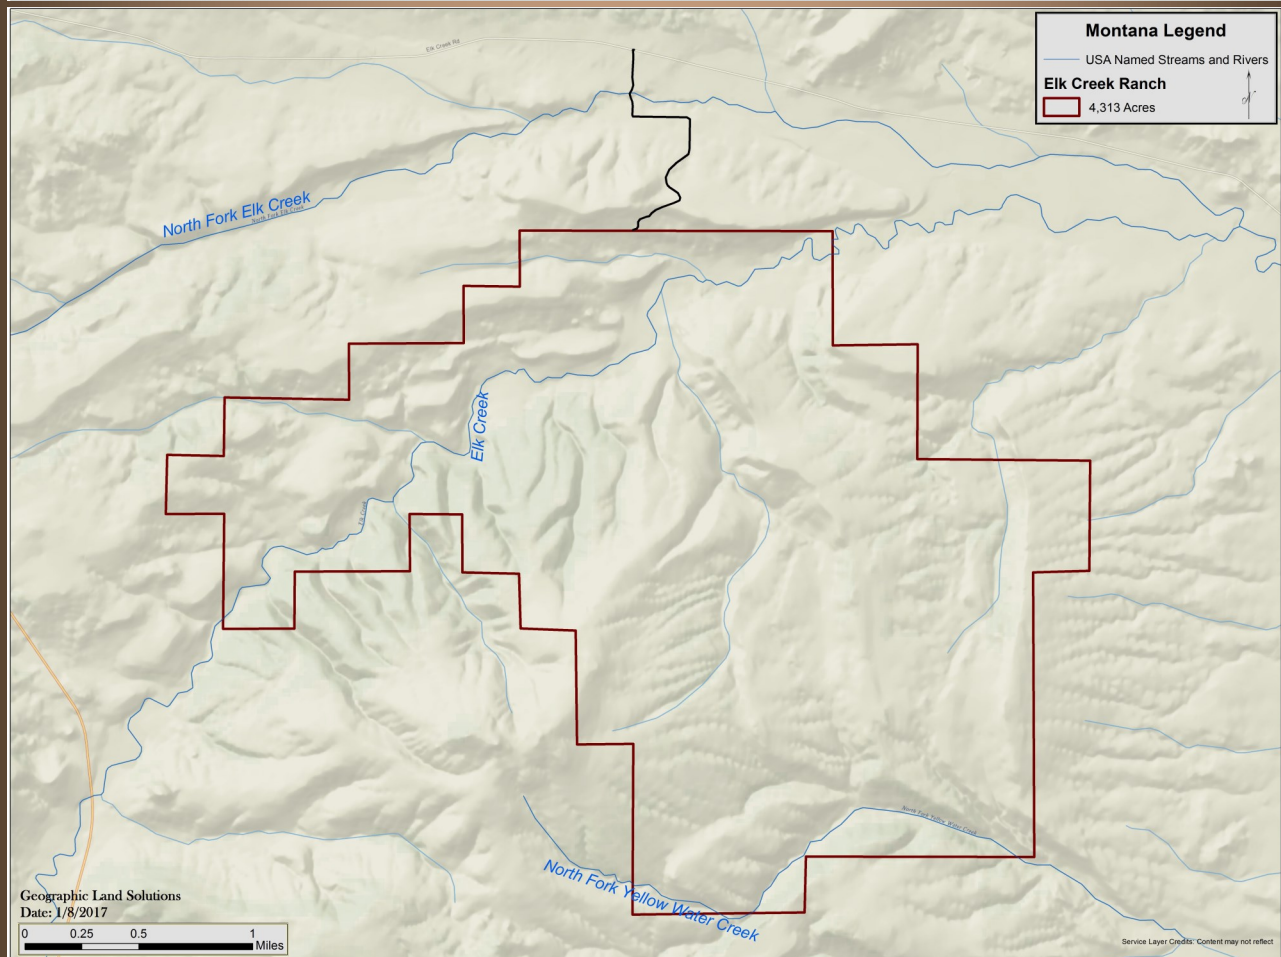 Montana Legend
USA Named Streams and Rivers
Elk Creek Ranch
4,313 Acres
N
Elk Creek Rd
North Fork Elk Creek
North Fork Elk Creek
Elk Creek
Elk Creek
North Fork Yellow Water Creek
North Fork Yellow Water Creek
Geographic Land Solutions
Date: 1/8/2017
0 0.25 0.5 1
Miles
Service Layer Credits: Content may not reflect